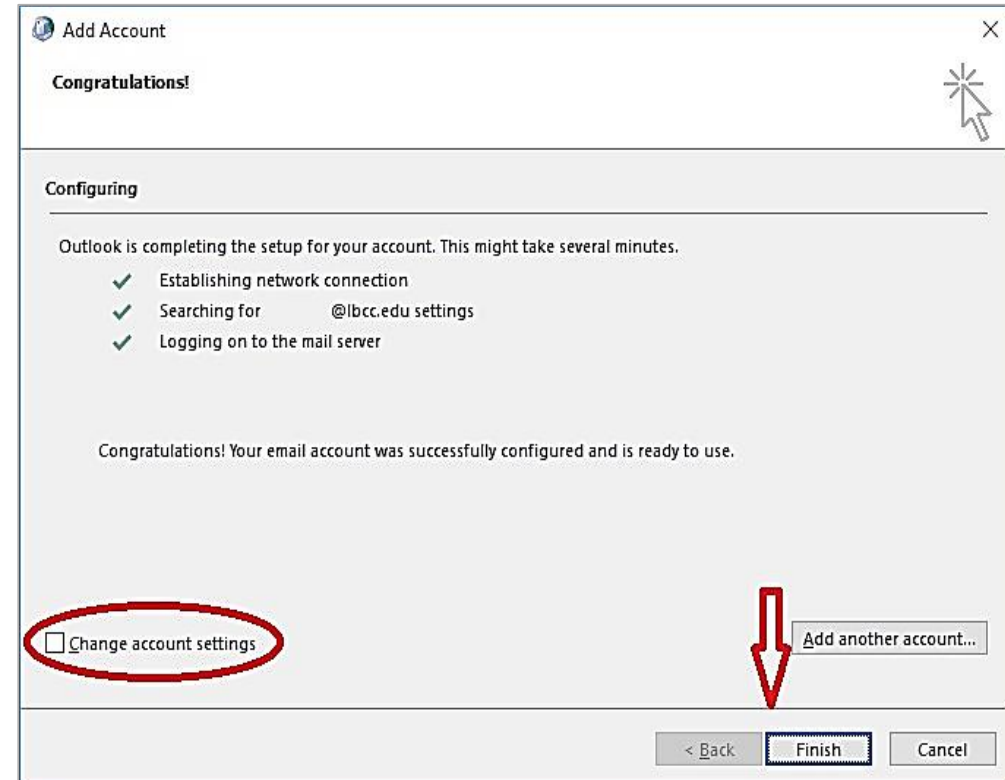 Add Account
Congratulations!
Configuring
Outlook is completing the setup for your account. This might take several minutes.
Establishing network connection
Searching for @lbcc.edu settings
Logging on to the mail server
Congratulations! Your email account was successfully configured and is ready to use.
Change account settings
Add another account...
< Back Finish Cancel